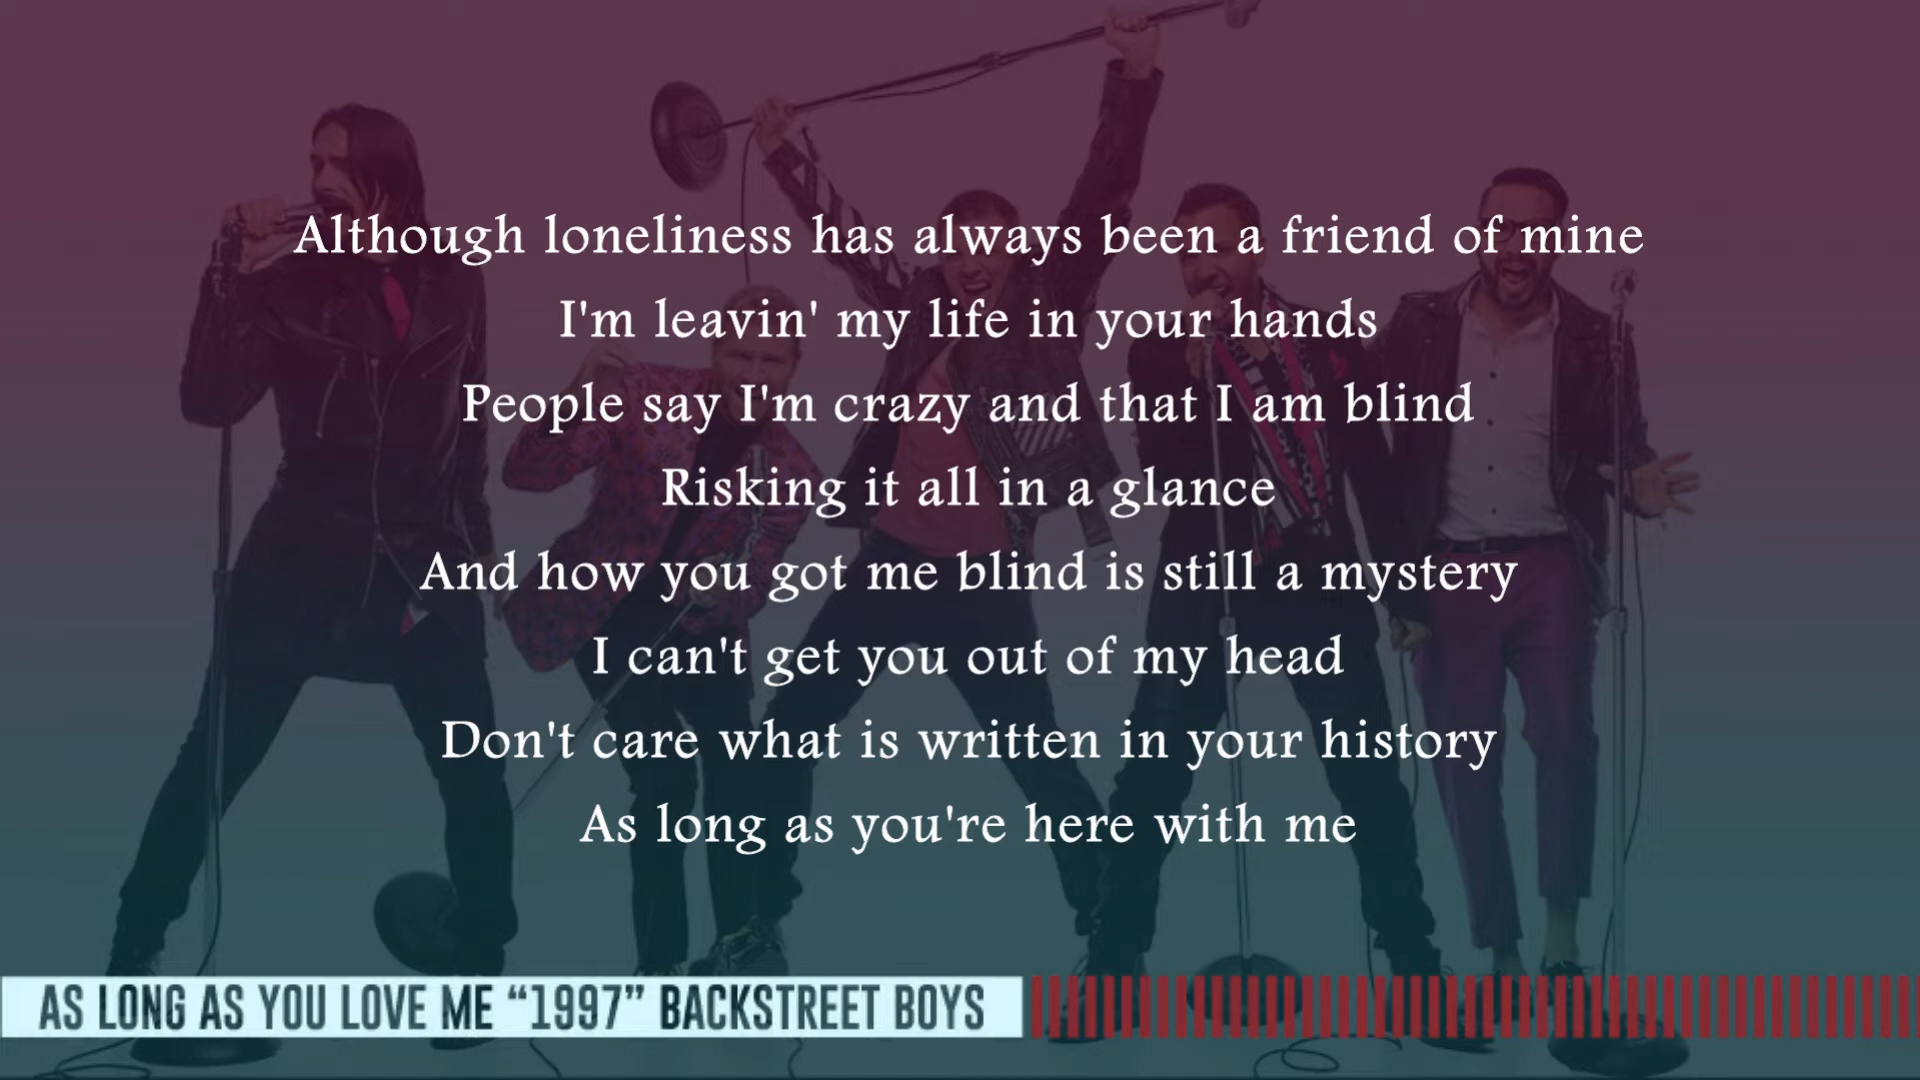 Although loneliness has always been a friend of mine
I'm leavin' my life in your hands
People say I'm crazy and that I am blind
Risking it all in a glance
And how you got me blind is still a mystery
I can't get you out of my head
Don't care what is written in your history
As long as you're here with me
AS LONG AS YOU LOVE ME “1997” BACKSTREET BOYS